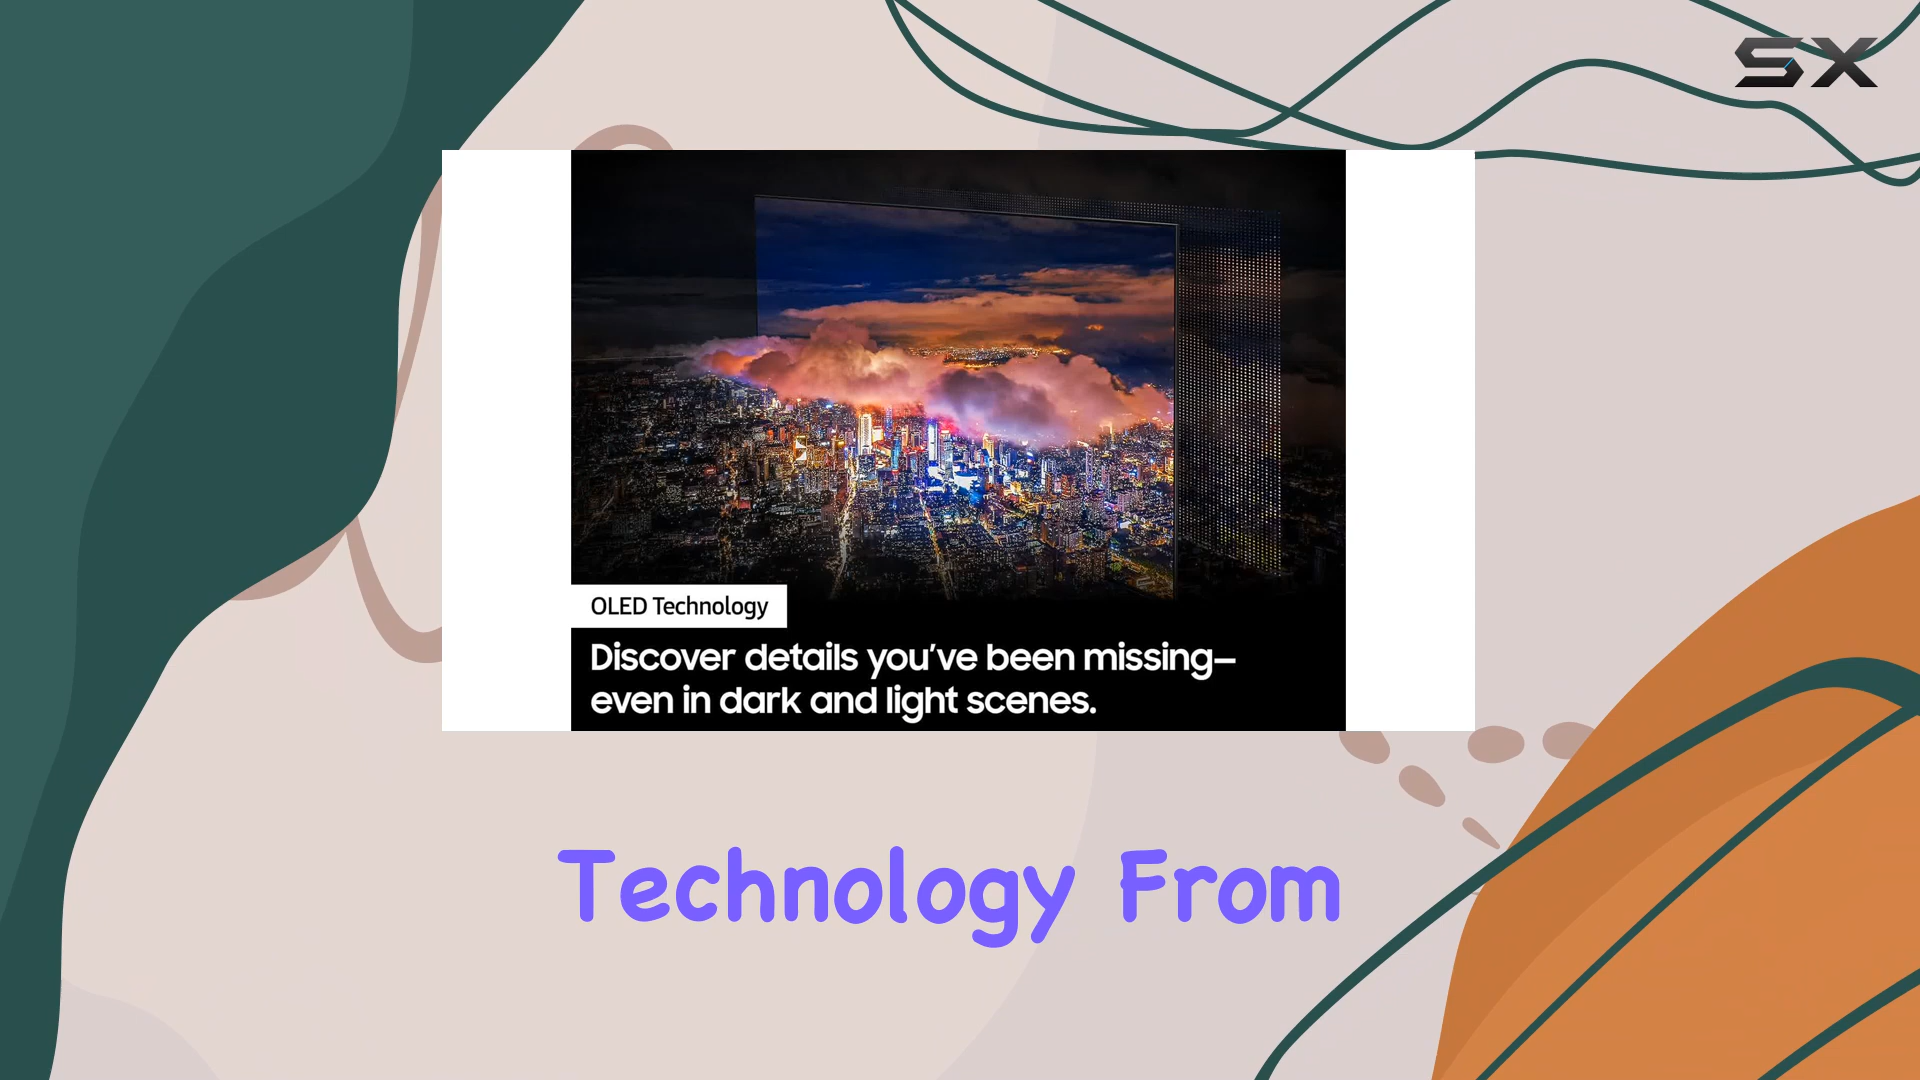 SX
OLED Technology
Discover details you've been missing—
even in dark and light scenes.
Technology From